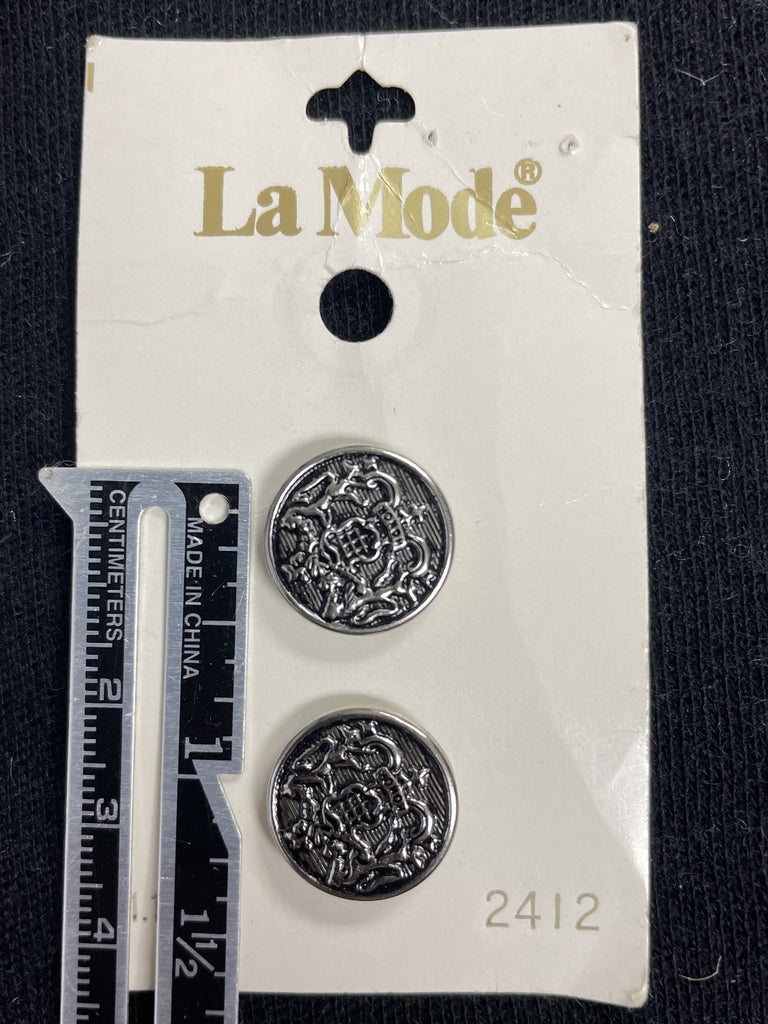 La Mode®
CENTIMETERS
2
3
4
MADE IN CHINA
1
1½
2412